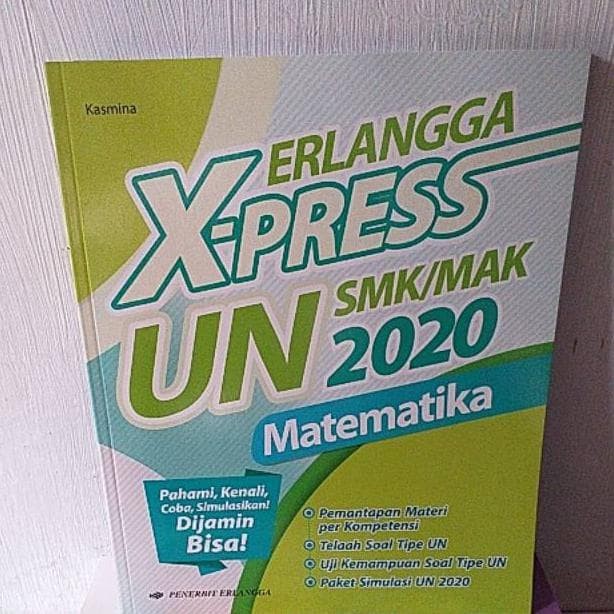 Kasmina
ERLANGGA
X-PRESS
UN SMK/MAK
2020
Matematika
Pahami, Kenali,
Coba, Simulasikan!
Dijamin
Bisa!
Pemantapan Materi
per Kompetensi
Telaah Soal Tipe UN
Uji Kemampuan Soal Tipe UN
Paket Simulasi UN 2020
PENERBIT ERLANGGA